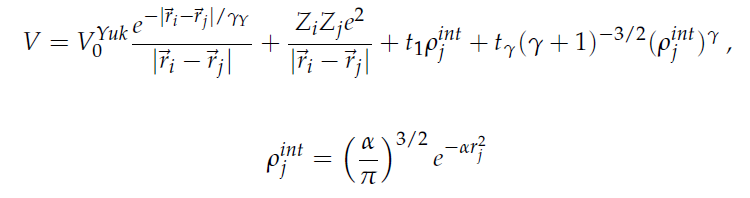 $V = V_0^{Yuk} \frac{e^{-|\vec{r}_i - \vec{r}_j|/\gamma_Y}}{|\vec{r}_i - \vec{r}_j|} + \frac{Z_i Z_j e^2}{|\vec{r}_i - \vec{r}_j|} + t_1 \rho_j^{int} + t_\gamma (\gamma + 1)^{-3/2} (\rho_j^{int})^\gamma ,$
$\rho_j^{int} = \left( \frac{\alpha}{\pi} \right)^{3/2} e^{-\alpha r_j^2}$